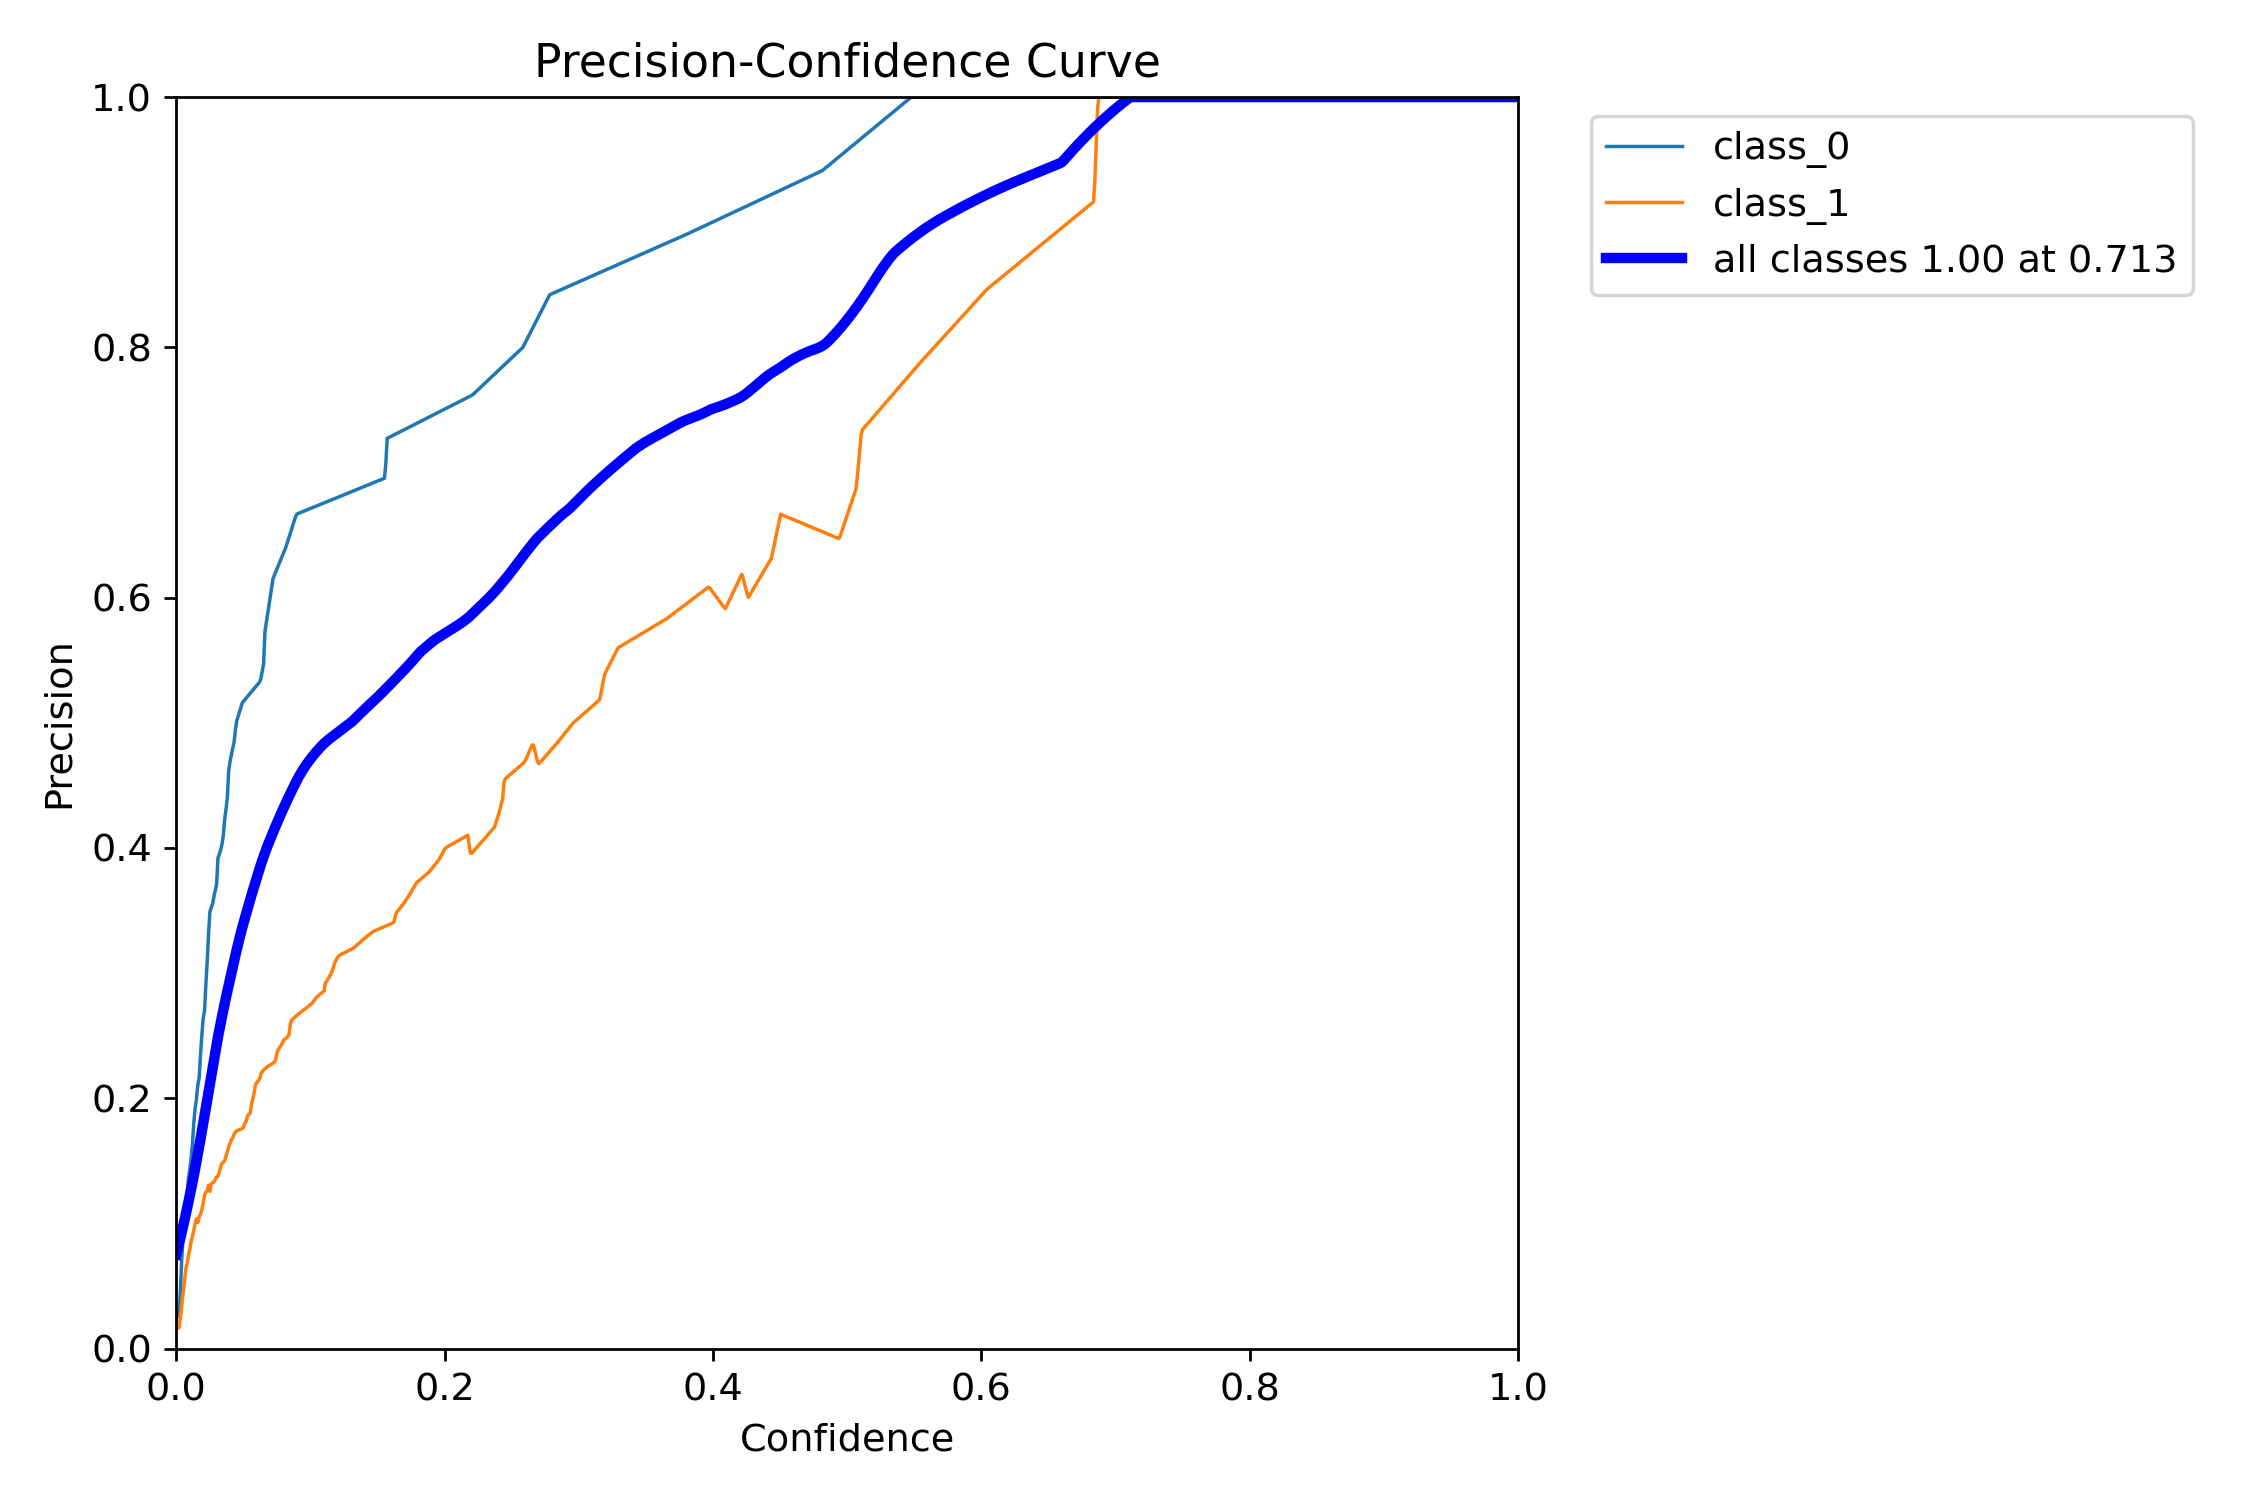 Precision-Confidence Curve
1.0
0.8
0.6
0.4
0.2
0.0
Precision
0.0 0.2 0.4 0.6 0.8 1.0
Confidence
class_0
class_1
all classes 1.00 at 0.713